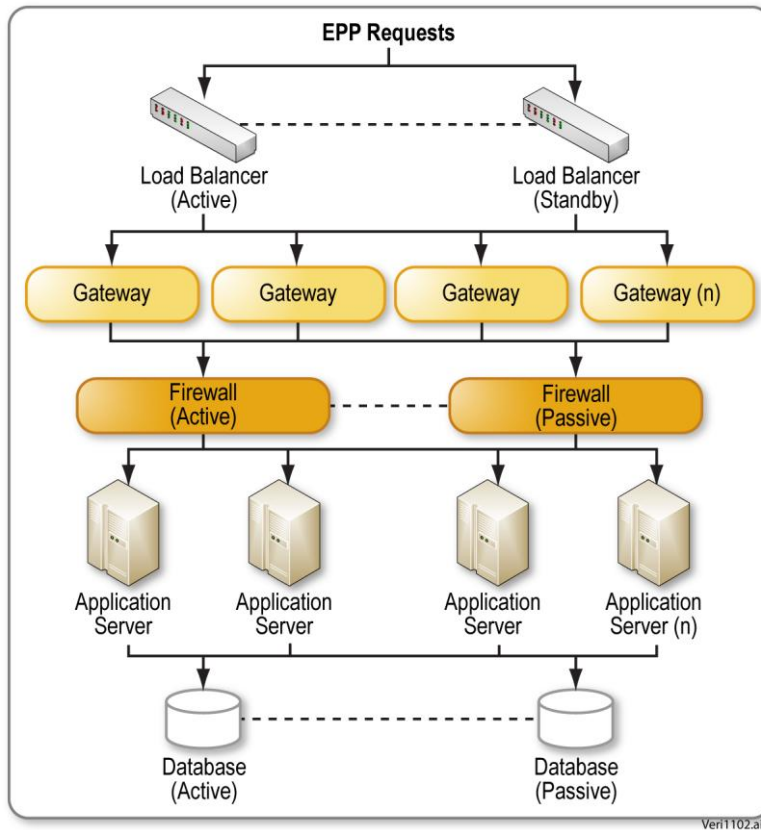 EPP Requests
Load Balancer
(Active)
Load Balancer
(Standby)
Gateway
Gateway
Gateway
Gateway (n)
Firewall
(Active)
Firewall
(Passive)
Application
Server
Application
Server
Application
Server
Application
Server (n)
Database
(Active)
Database
(Passive)